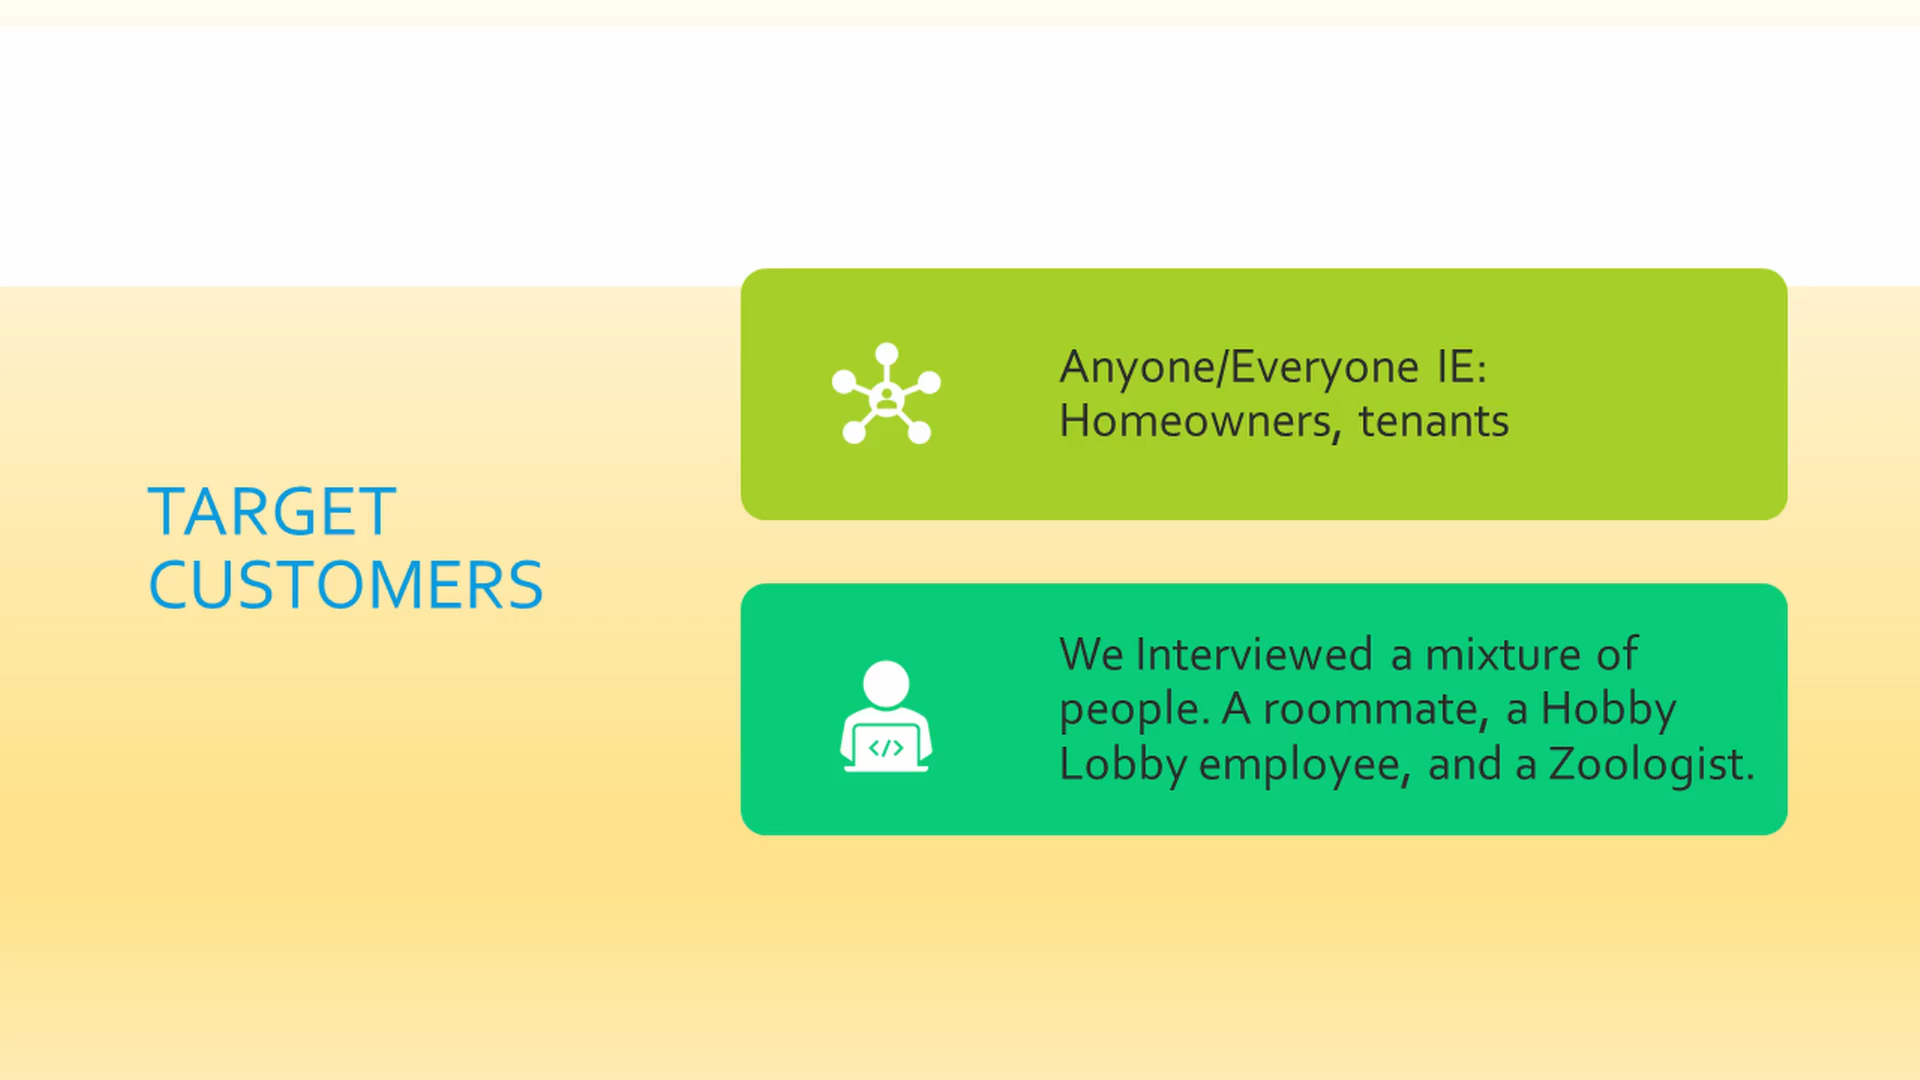 TARGET
CUSTOMERS
Anyone/Everyone IE:
Homeowners, tenants
We Interviewed a mixture of
people. A roommate, a Hobby
Lobby employee, and a Zoologist.